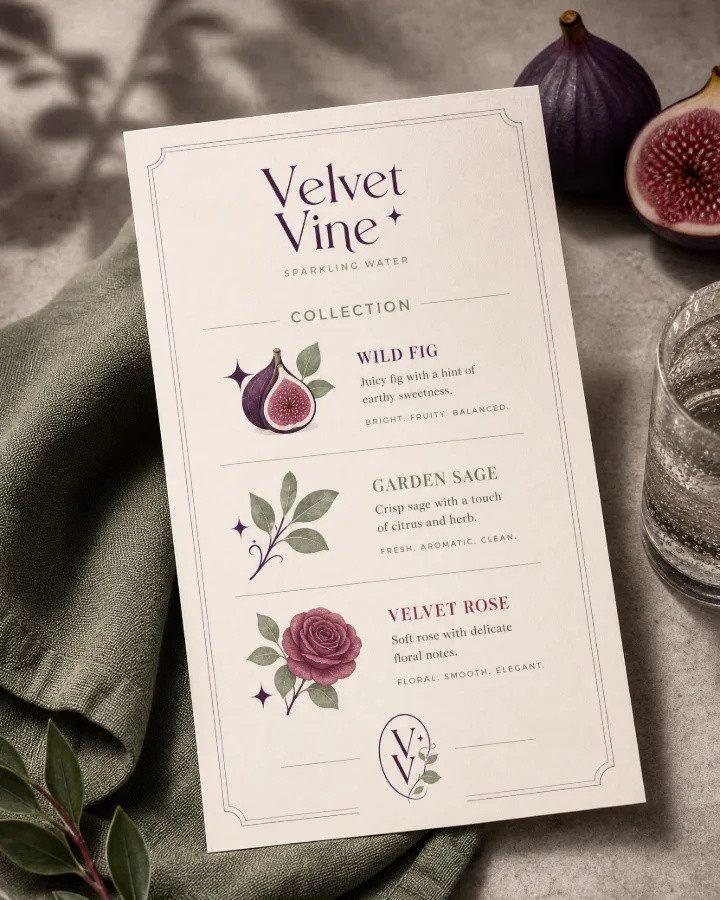 Velvet
Vine
SPARKLING WATER
COLLECTION
WILD FIG
Juicy fig with a hint of
earthy sweetness.
BRIGHT. FRUITY. BALANCED.
GARDEN SAGE
Crisp sage with a touch
of citrus and herb.
FRESH. AROMATIC. CLEAN.
VELVET ROSE
Soft rose with delicate
floral notes.
FLORAL. SMOOTH. ELEGANT.
V
V